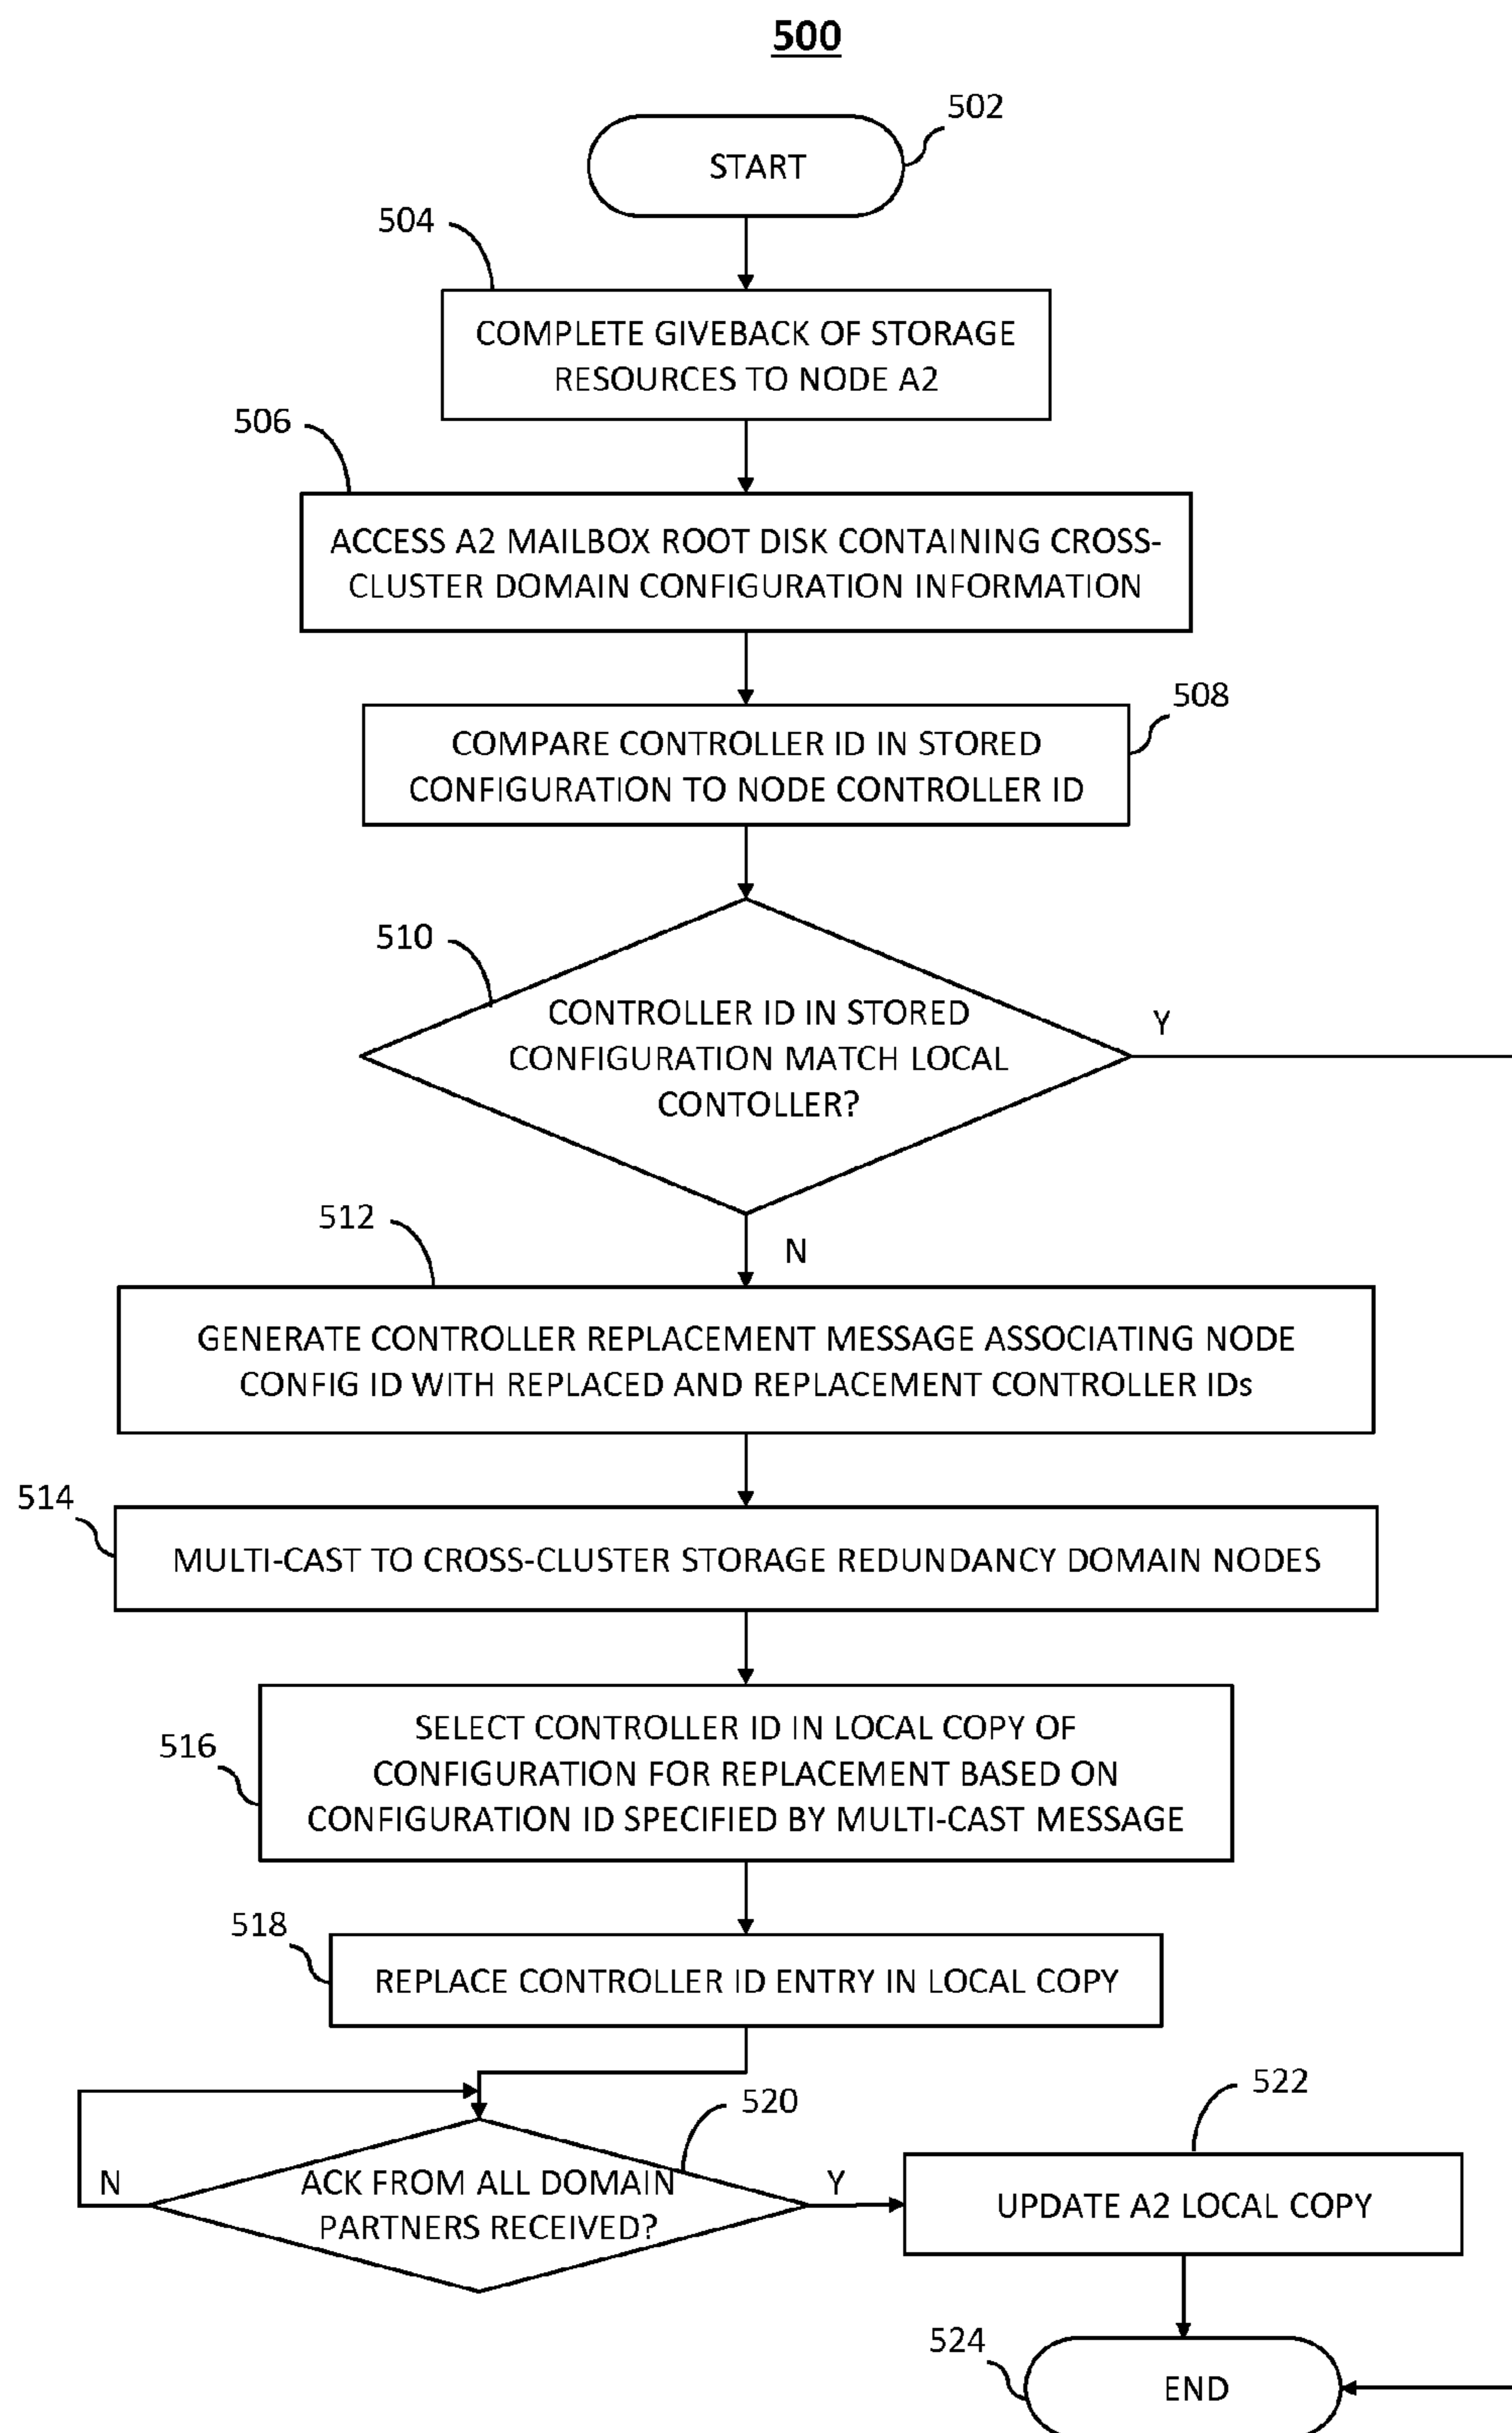 500
502
START
504
COMPLETE GIVEBACK OF STORAGE
RESOURCES TO NODE A2
506
ACCESS A2 MAILBOX ROOT DISK CONTAINING CROSS-
CLUSTER DOMAIN CONFIGURATION INFORMATION
508
COMPARE CONTROLLER ID IN STORED
CONFIGURATION TO NODE CONTROLLER ID
510
CONTROLLER ID IN STORED
CONFIGURATION MATCH LOCAL
CONTOLLER?
Y
N
512
GENERATE CONTROLLER REPLACEMENT MESSAGE ASSOCIATING NODE
CONFIG ID WITH REPLACED AND REPLACEMENT CONTROLLER IDs
514
MULTI-CAST TO CROSS-CLUSTER STORAGE REDUNDANCY DOMAIN NODES
516
SELECT CONTROLLER ID IN LOCAL COPY OF
CONFIGURATION FOR REPLACEMENT BASED ON
CONFIGURATION ID SPECIFIED BY MULTI-CAST MESSAGE
518
REPLACE CONTROLLER ID ENTRY IN LOCAL COPY
520
ACK FROM ALL DOMAIN
PARTNERS RECEIVED?
N
Y
522
UPDATE A2 LOCAL COPY
524
END